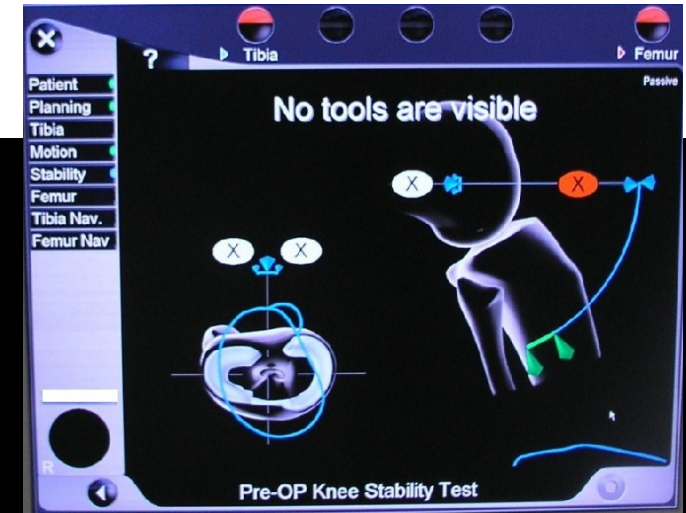 X
?
Tibia
Femur
Passive
Patient
Planning
Tibia
Motion
Stability
Femur
Tibia Nav.
Femur Nav
No tools are visible
X
X
X
X
R
Pre-OP Knee Stability Test